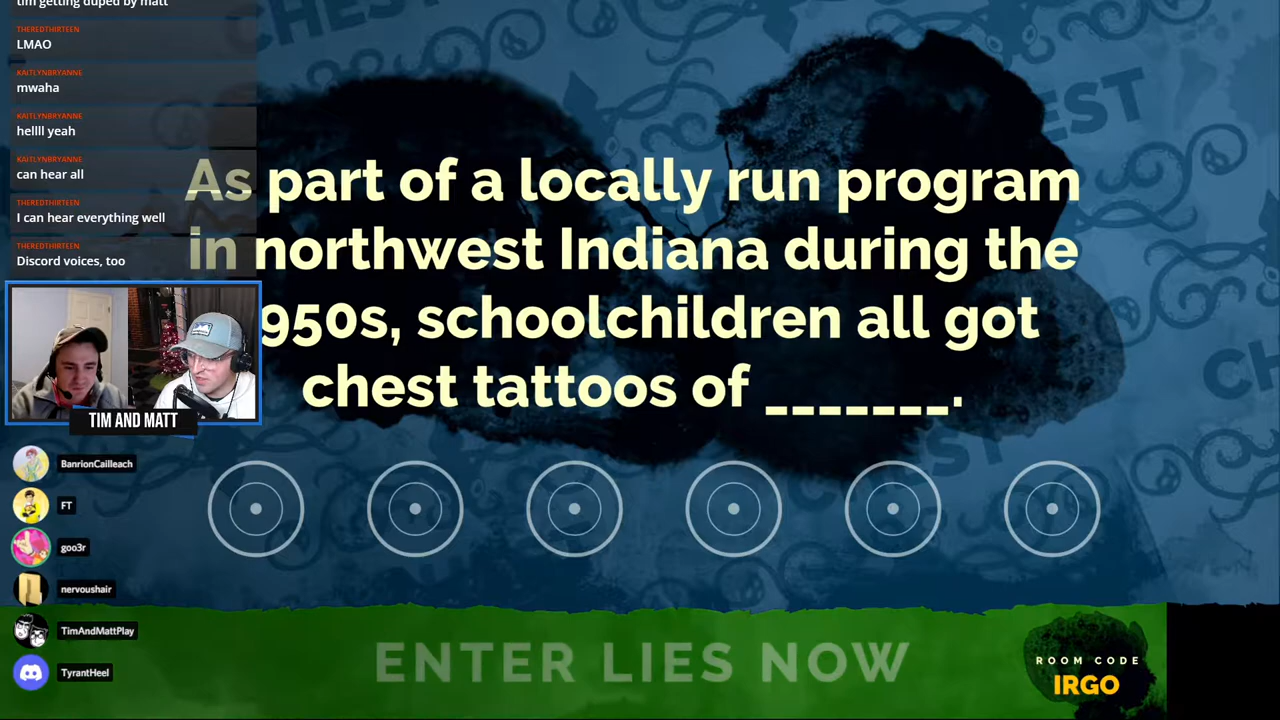 tim getting duped by matt
THEREDTHIRTEEN
LMAO
KAITLYNBRYANNE
mwaha
KAITLYNBRYANNE
hellll yeah
KAITLYNBRYANNE
can hear all
THEREDTHIRTEEN
I can hear everything well
THEREDTHIRTEEN
Discord voices, too
As part of a locally run program
in northwest Indiana during the
950s, schoolchildren all got
chest tattoos of _______.
TIM AND MATT
BanrionCailleach
FT
goo3r
nervoushair
TimAndMattPlay
TyrantHeel
ENTER LIES NOW
ROOM CODE
IRGO
CHEST
CHEST